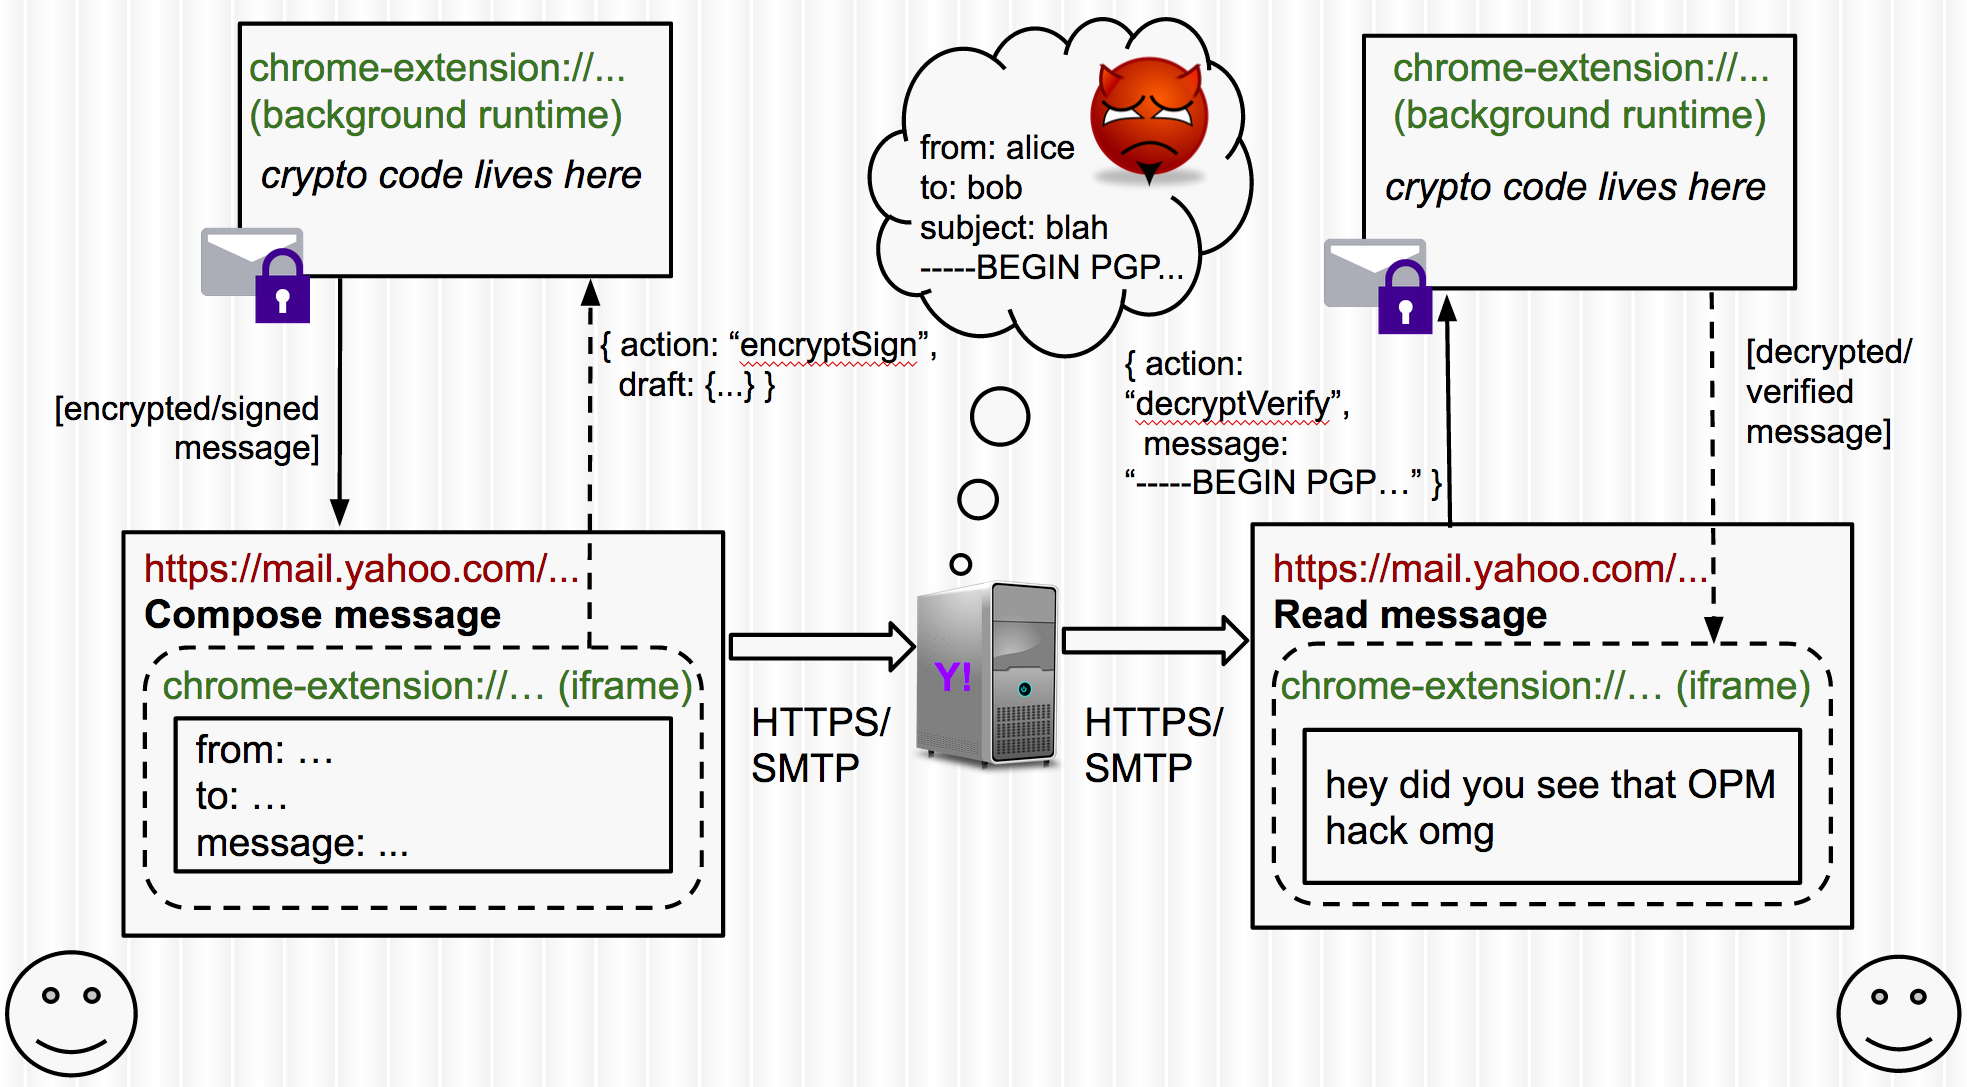 chrome-extension://...
(background runtime)
crypto code lives here
{ action: “encryptSign”,
draft: {...} }
[encrypted/signed
message]
https://mail.yahoo.com/...
Compose message
chrome-extension://… (iframe)
from: …
to: …
message: ...
HTTPS/
SMTP
from: alice
to: bob
subject: blah
-----BEGIN PGP...
Y!
HTTPS/
SMTP
chrome-extension://...
(background runtime)
crypto code lives here
{ action:
“decryptVerify”,
message:
“-----BEGIN PGP…” }
[decrypted/
verified
message]
https://mail.yahoo.com/...
Read message
chrome-extension://… (iframe)
hey did you see that OPM
hack omg